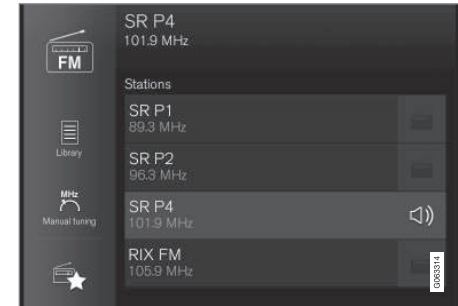 SR P4
101.9 MHz
FM
Stations
SR P1
89.3 MHz
Library
SR P2
96.3 MHz
MHz
Manual tuning
SR P4
101.9 MHz
RIX FM
105.9 MHz
G063314